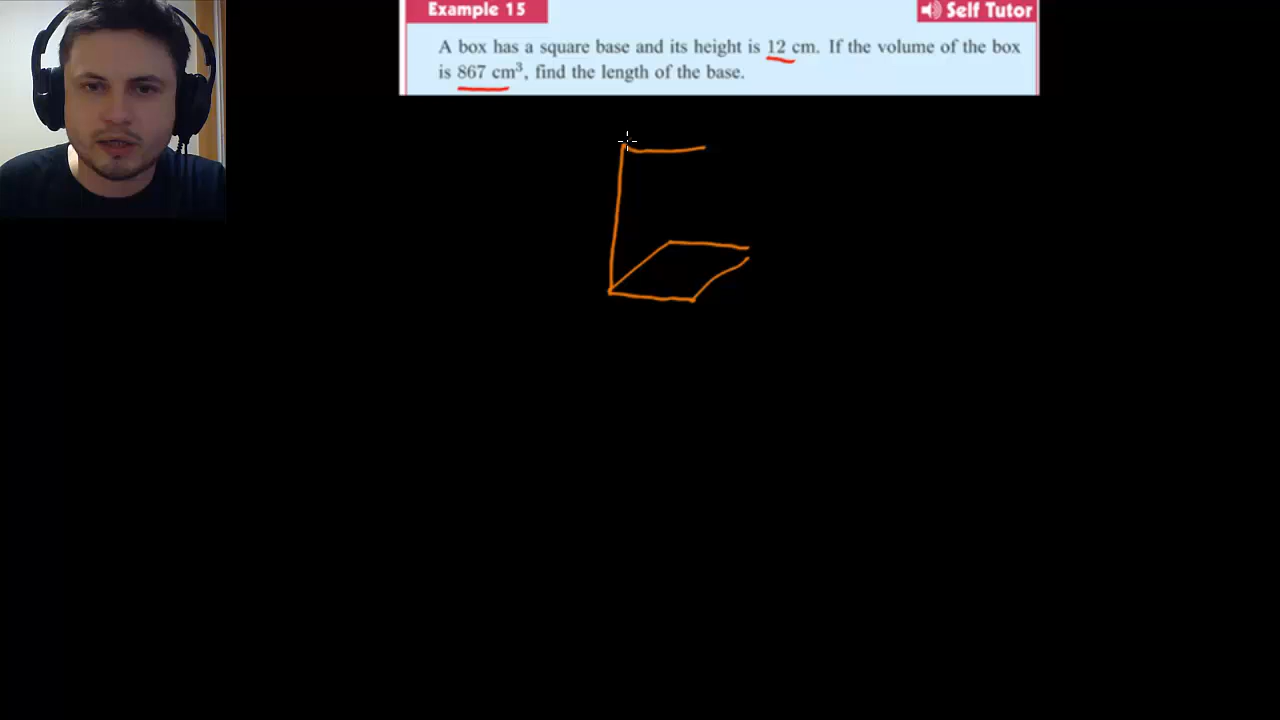 Example 15
Self Tutor
A box has a square base and its height is 12 cm. If the volume of the box
is 867 cm³, find the length of the base.